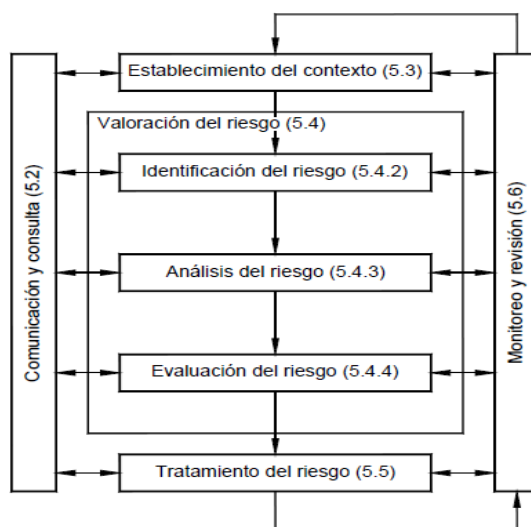 Establecimiento del contexto (5.3)
Valoración del riesgo (5.4)
Identificación del riesgo (5.4.2)
Análisis del riesgo (5.4.3)
Evaluación del riesgo (5.4.4)
Tratamiento del riesgo (5.5)
Comunicación y consulta (5.2)
Monitoreo y revisión (5.6)